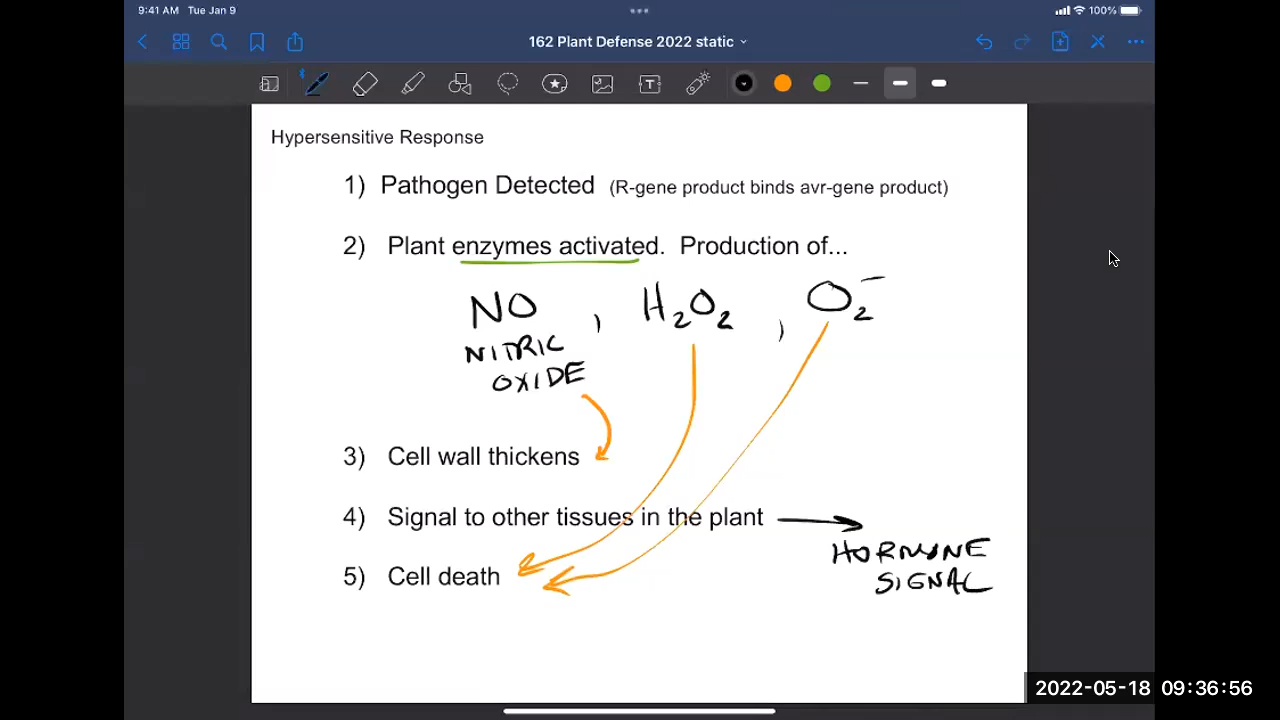 9:41 AM Tue Jan 9
100%
162 Plant Defense 2022 static
Hypersensitive Response
1) Pathogen Detected (R-gene product binds avr-gene product)
2) Plant enzymes activated. Production of...
NO , H₂O₂ , O₂⁻
NITRIC
OXIDE
3) Cell wall thickens
4) Signal to other tissues in the plant
HORMONE
SIGNAL
5) Cell death
2022-05-18 09:36:56